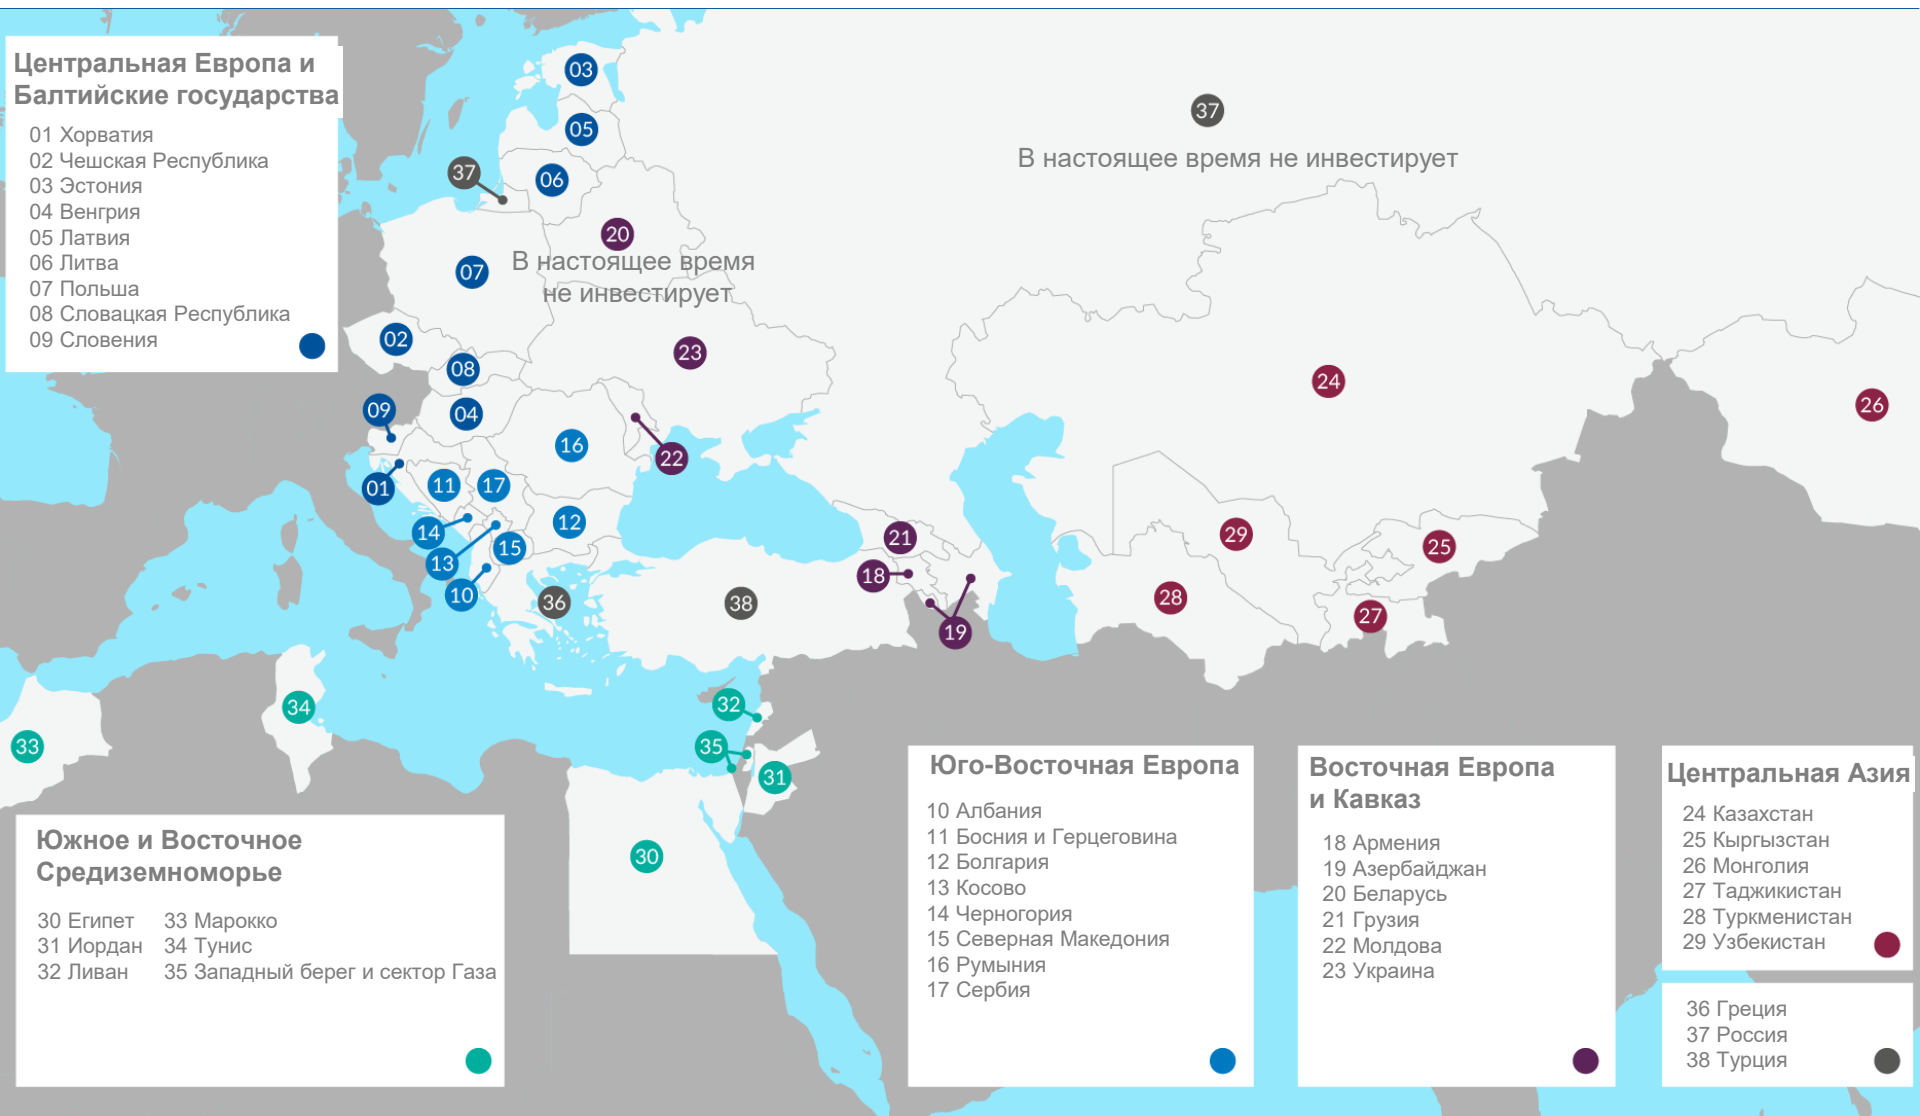 Центральная Европа и
Балтийские государства
01 Хорватия
02 Чешская Республика
03 Эстония
04 Венгрия
05 Латвия
06 Литва
07 Польша
08 Словацкая Республика
09 Словения
03
05
06
37
20
В настоящее время
не инвестирует
37
В настоящее время не инвестирует
07
02
08
23
24
26
09
04
16
22
01
11
17
14
12
13
15
10
36
38
21
18
19
29
25
28
27
33
34
32
35
31
30
Южное и Восточное
Средиземноморье
30 Египет
31 Иордан
32 Ливан
33 Марокко
34 Тунис
35 Западный берег и сектор Газа
Юго-Восточная Европа
10 Албания
11 Босния и Герцеговина
12 Болгария
13 Косово
14 Черногория
15 Северная Македония
16 Румыния
17 Сербия
Восточная Европа
и Кавказ
18 Армения
19 Азербайджан
20 Беларусь
21 Грузия
22 Молдова
23 Украина
Центральная Азия
24 Казахстан
25 Кыргызстан
26 Монголия
27 Таджикистан
28 Туркменистан
29 Узбекистан
36 Греция
37 Россия
38 Турция